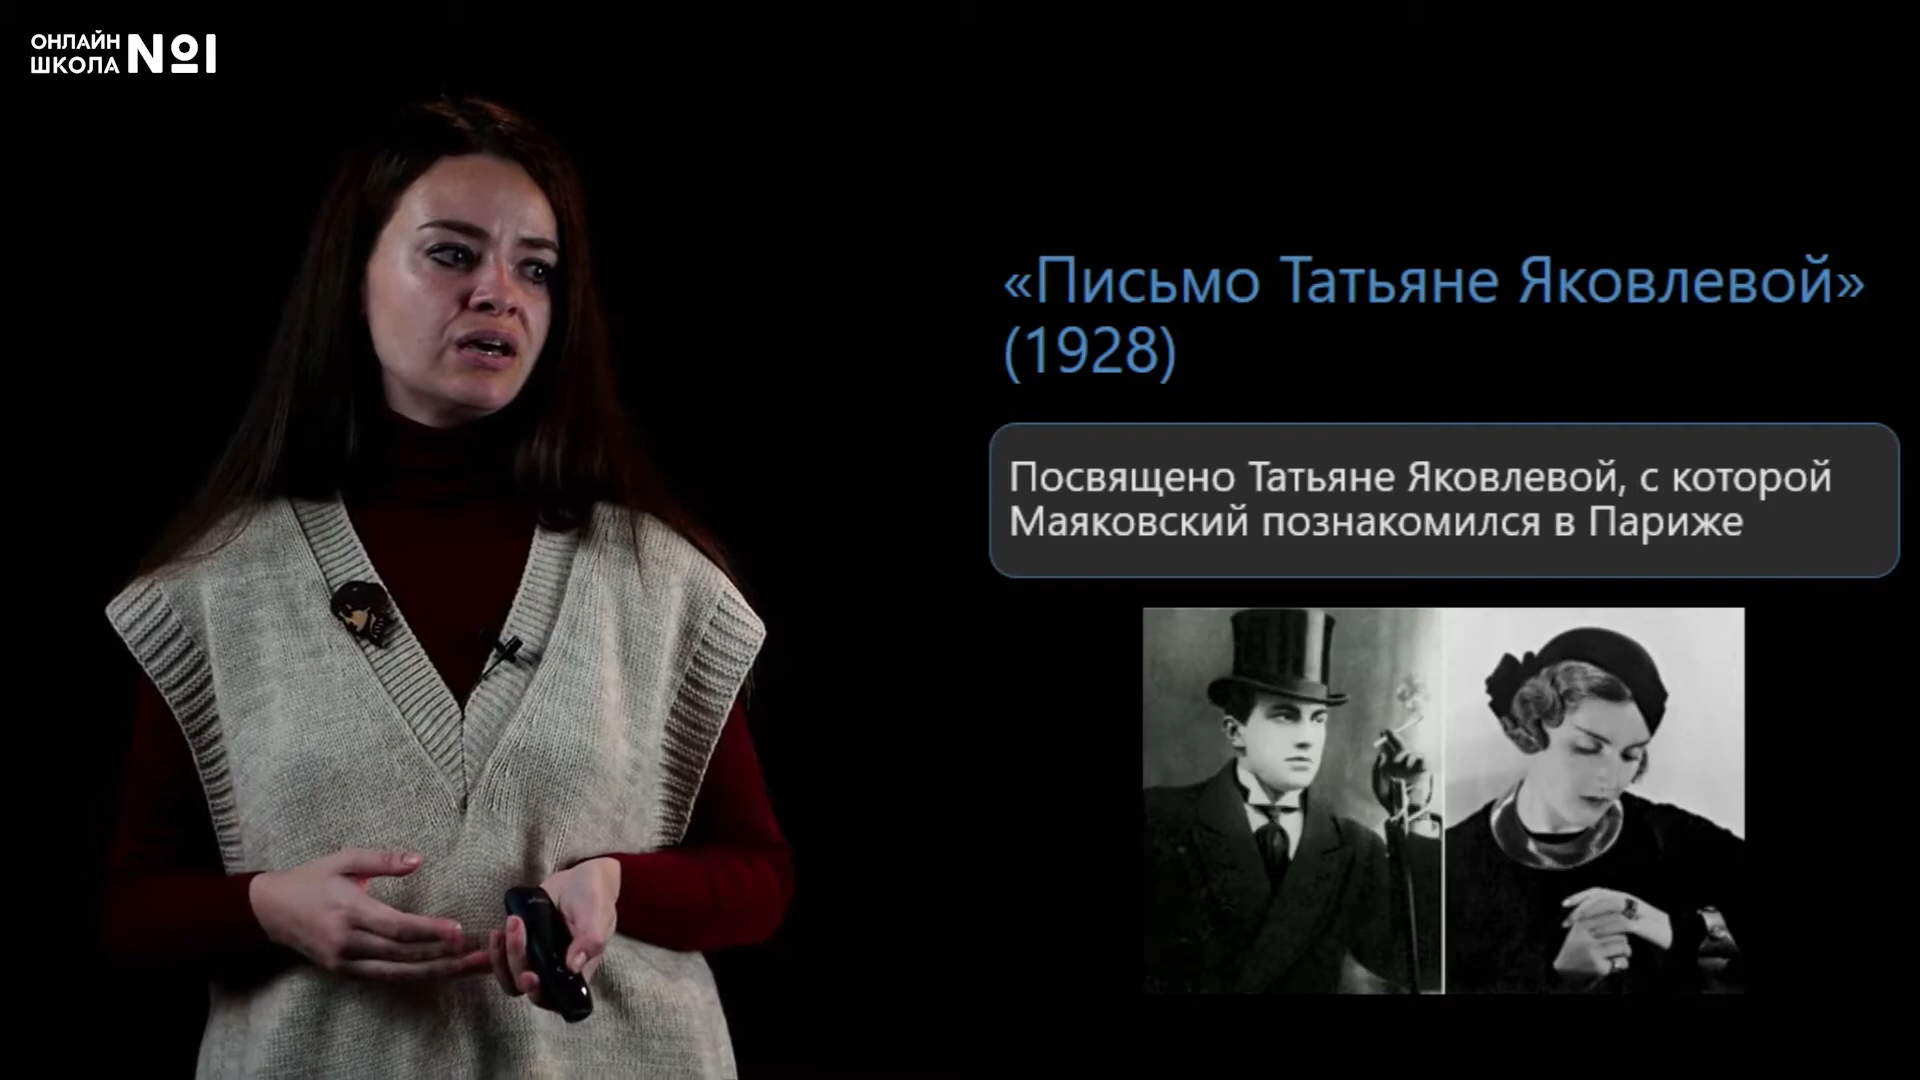 ОНЛАЙН
ШКОЛА №1
«Письмо Татьяне Яковлевой»
(1928)
Посвящено Татьяне Яковлевой, с которой
Маяковский познакомился в Париже